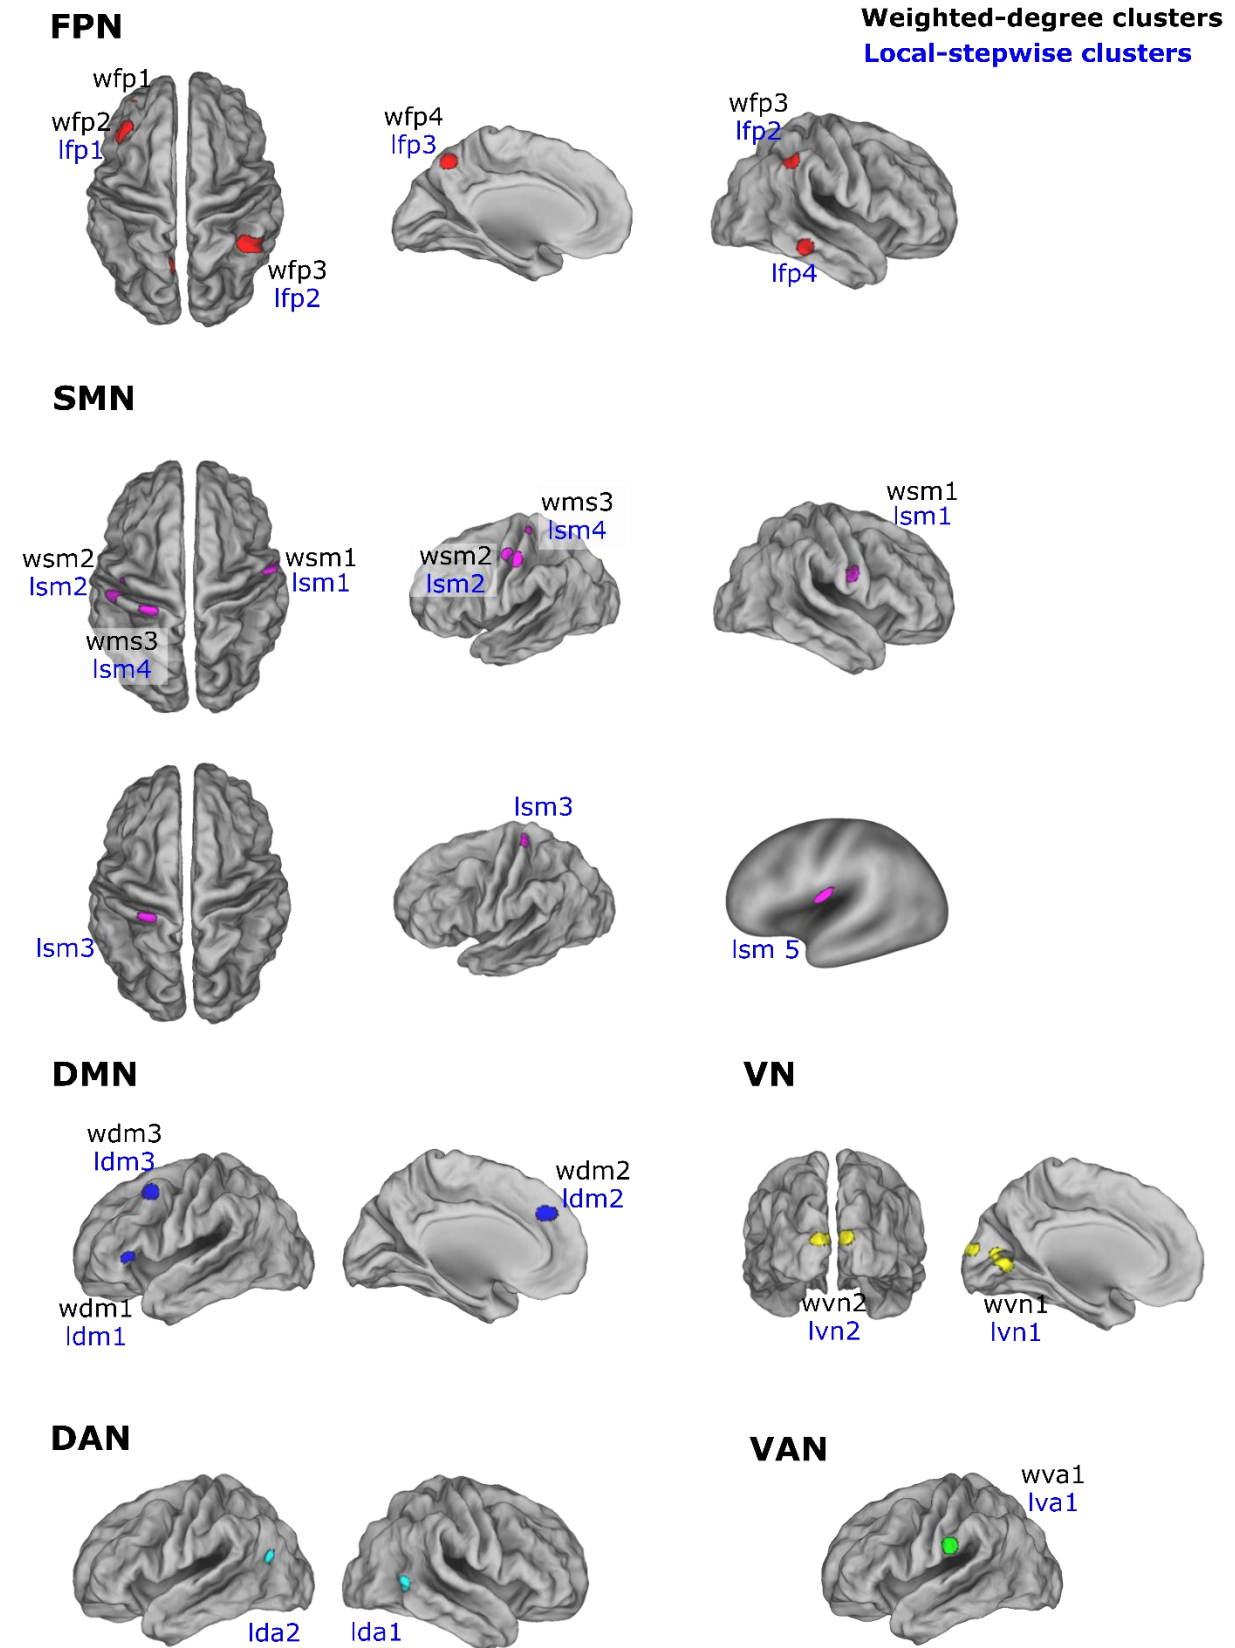 FPN
Weighted-degree clusters
Local-stepwise clusters
wfp1
wfp2
lfp1
wfp3
lfp2
wfp4
lfp3
wfp3
lfp2
lfp4
SMN
wsm2
lsm2
wsm1
lsm1
wms3
lsm4
wms3
lsm4
wsm2
lsm2
wsm1
lsm1
lsm3
lsm3
lsm 5
DMN
wdm3
ldm3
wdm1
ldm1
wdm2
ldm2
VN
wvn2
lvn2
wvn1
lvn1
DAN
lda2
lda1
VAN
wva1
lva1